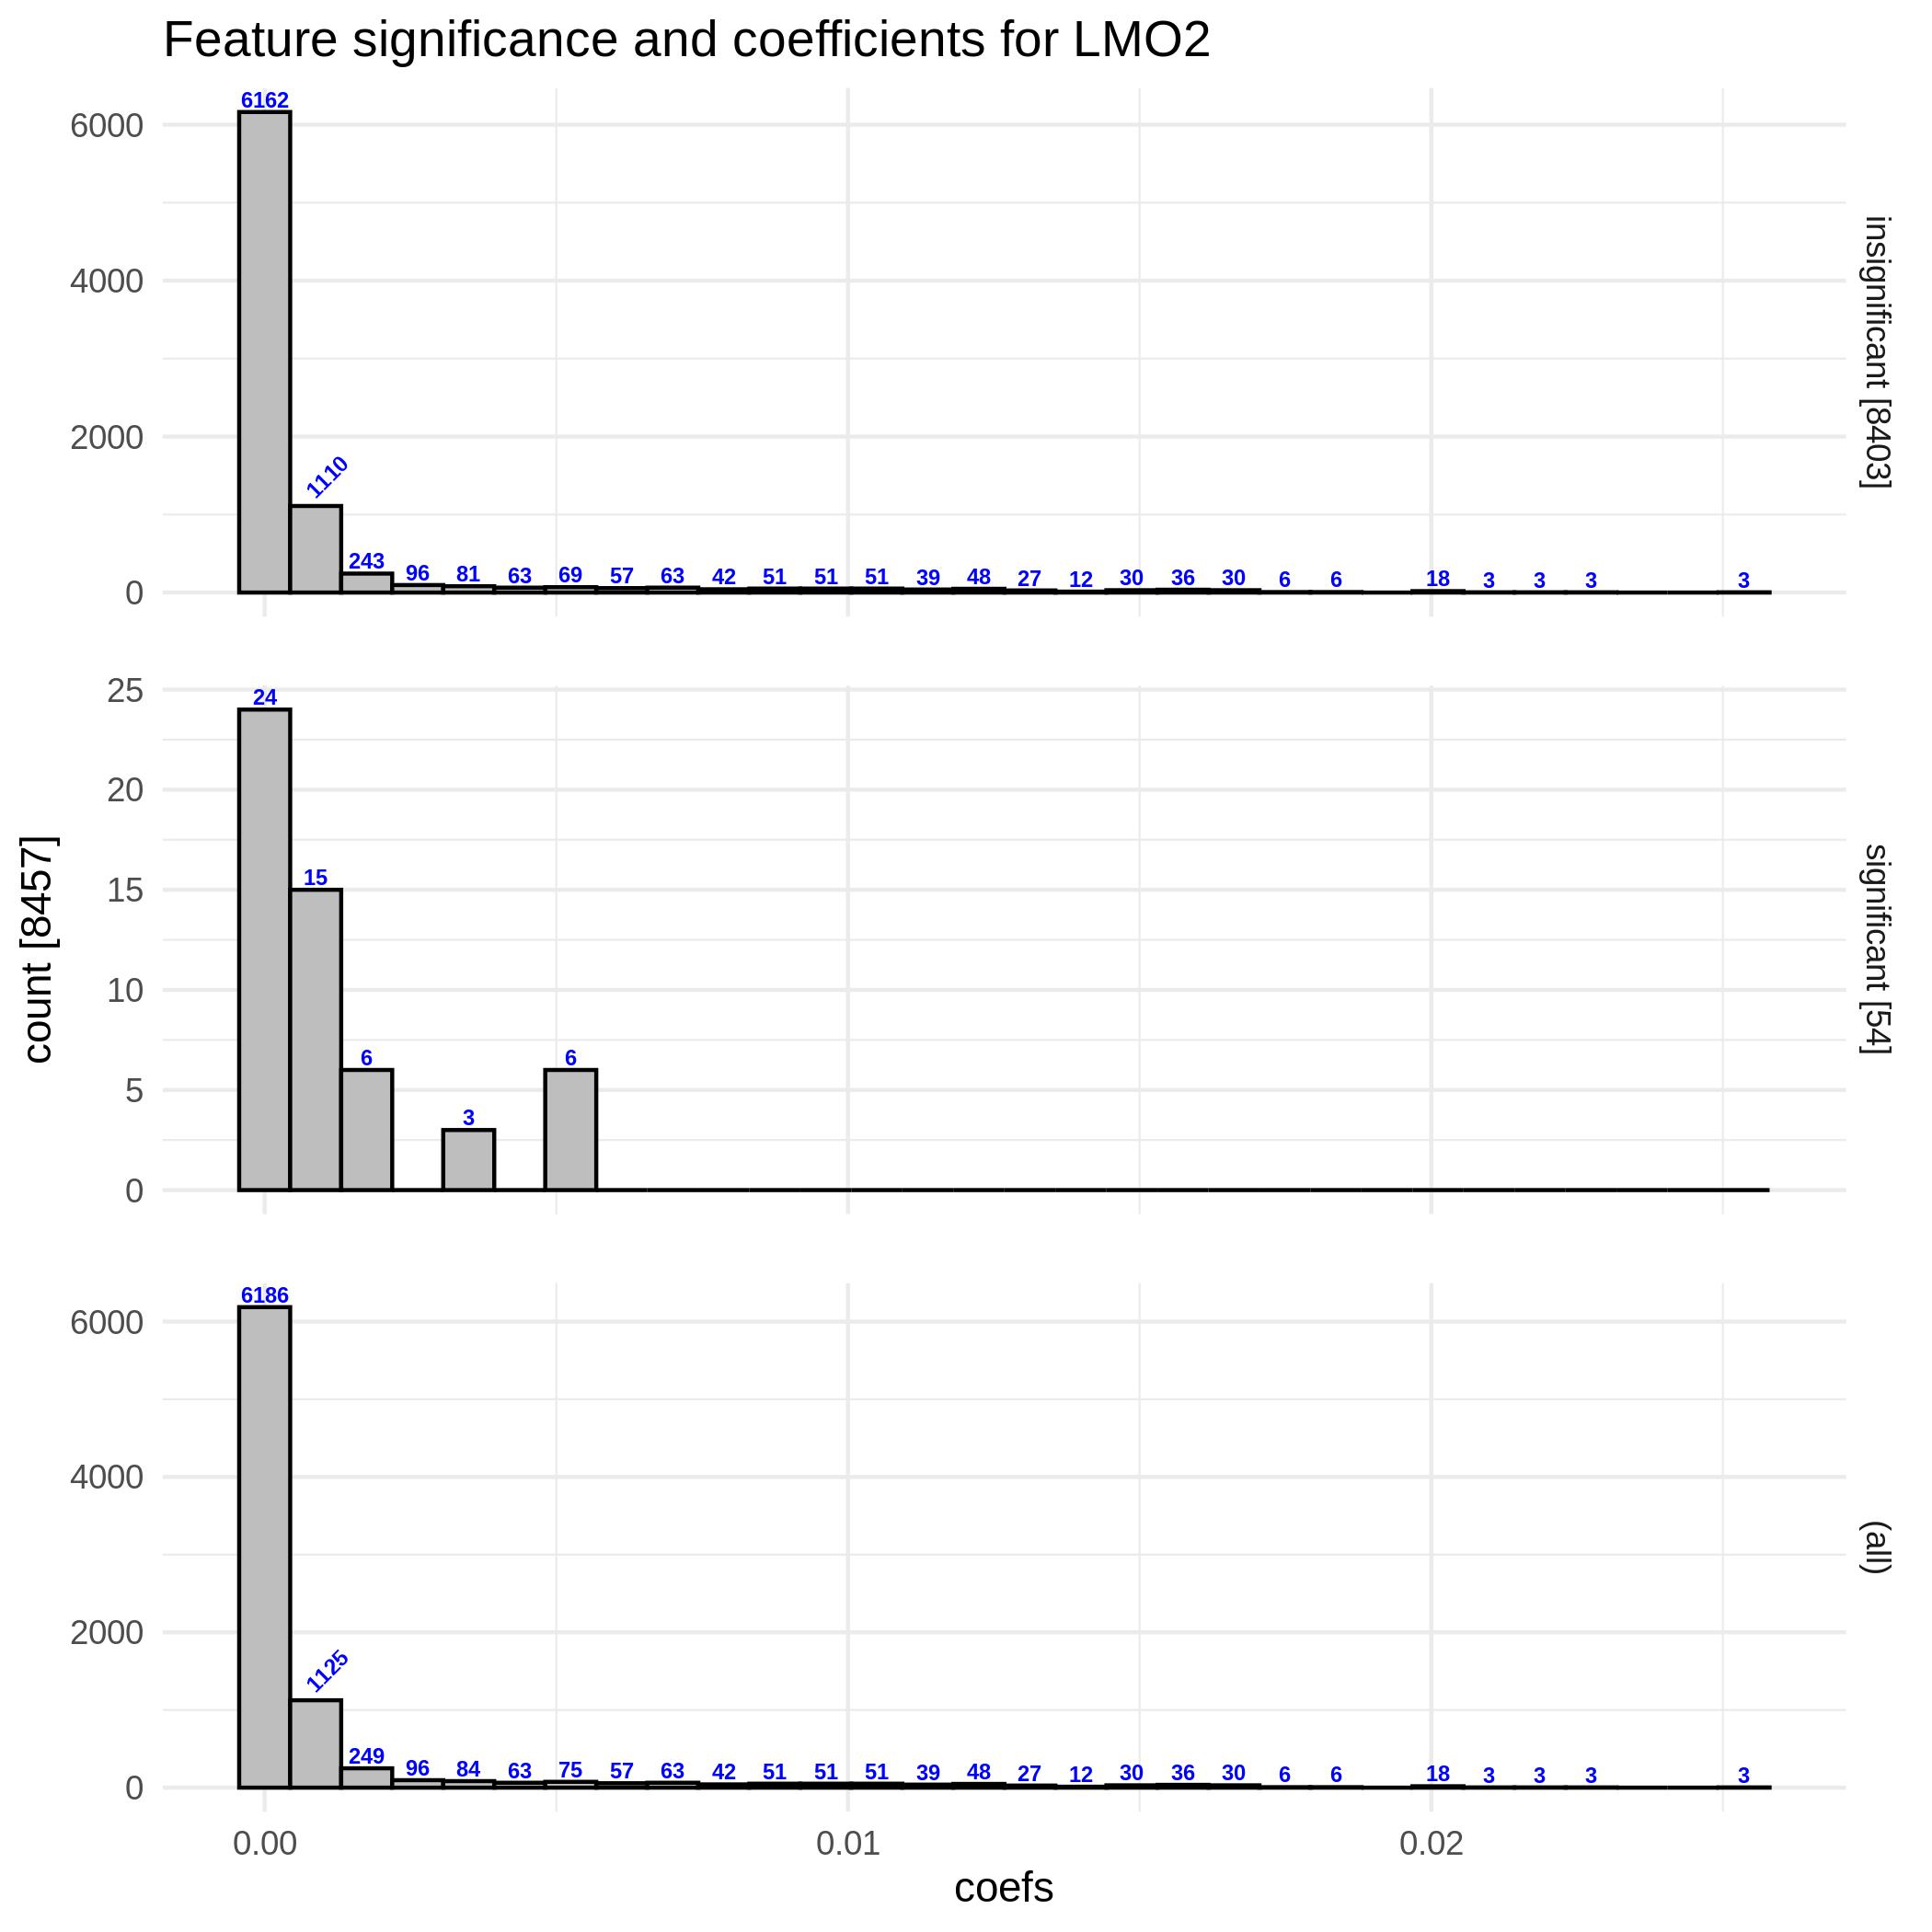 Feature significance and coefficients for LMO2
6162
6000
4000
2000
1110
243 96 81 63 69 57 63 42 51 51 51 39 48 27 12 30 36 30 6 6 18 3 3 3 3
0
insignificant [8403]
25
24
20
15
15
10
6 6
5
3
0
significant [54]
count [8457]
6186
6000
4000
2000
1125
249 96 84 63 75 57 63 42 51 51 51 39 48 27 12 30 36 30 6 6 18 3 3 3 3
0
(all)
0.00 0.01 0.02
coefs